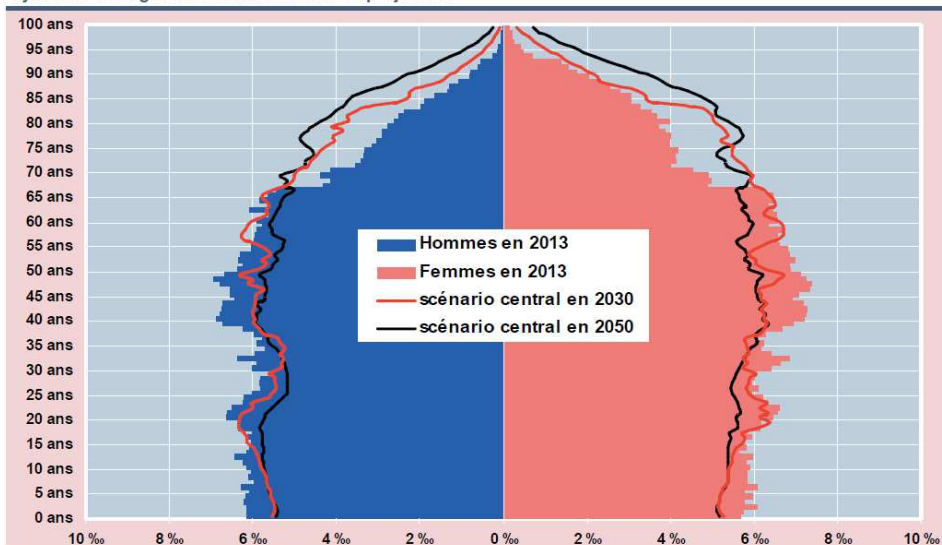 100 ans
95 ans
90 ans
85 ans
80 ans
75 ans
70 ans
65 ans
60 ans
55 ans
50 ans
45 ans
40 ans
35 ans
30 ans
25 ans
20 ans
15 ans
10 ans
5 ans
0 ans
Hommes en 2013
Femmes en 2013
scénario central en 2030
scénario central en 2050
10 ‰ 8 ‰ 6 ‰ 4 ‰ 2 ‰ 0 ‰ 2 ‰ 4 ‰ 6 ‰ 8 ‰ 10 ‰